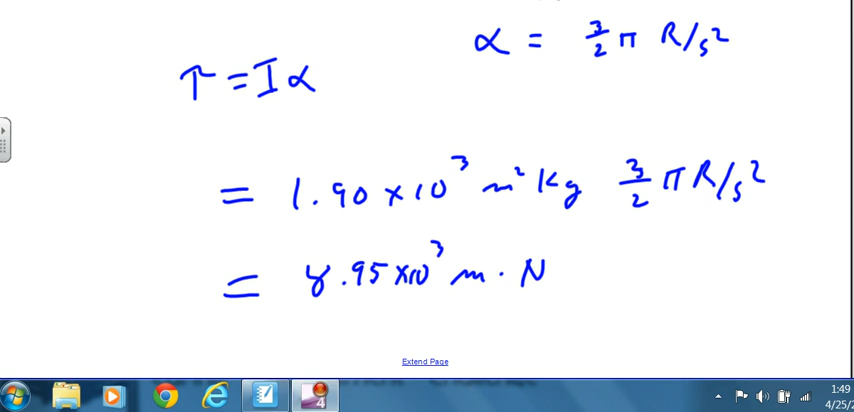 α = 3/2 π R/s²
τ = Iα
= 1.90 × 10³ m² Kg 3/2 π R/s²
= 8.95 × 10³ m · N
Extend Page
4
1:49
4/25/2